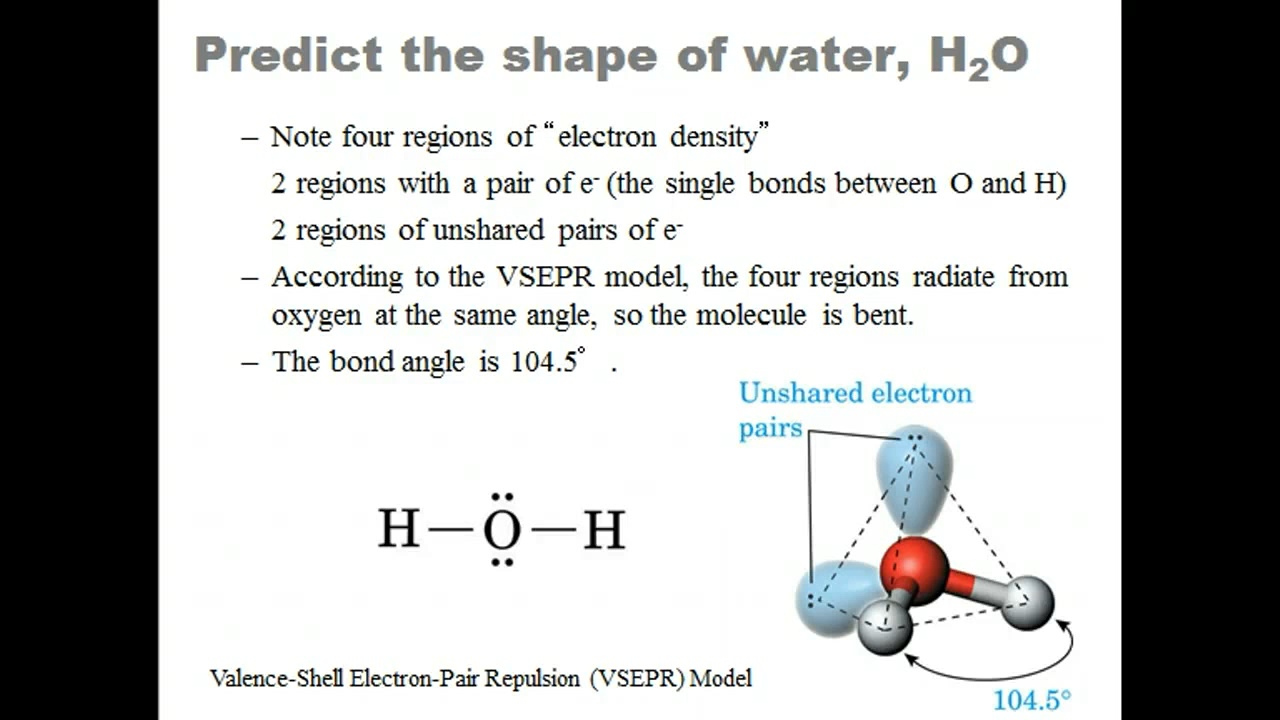 Predict the shape of water, H₂O
– Note four regions of “electron density”
2 regions with a pair of e⁻ (the single bonds between O and H)
2 regions of unshared pairs of e⁻
– According to the VSEPR model, the four regions radiate from
oxygen at the same angle, so the molecule is bent.
– The bond angle is 104.5° .
Unshared electron
pairs
H—Ö—H
Valence-Shell Electron-Pair Repulsion (VSEPR) Model
104.5°